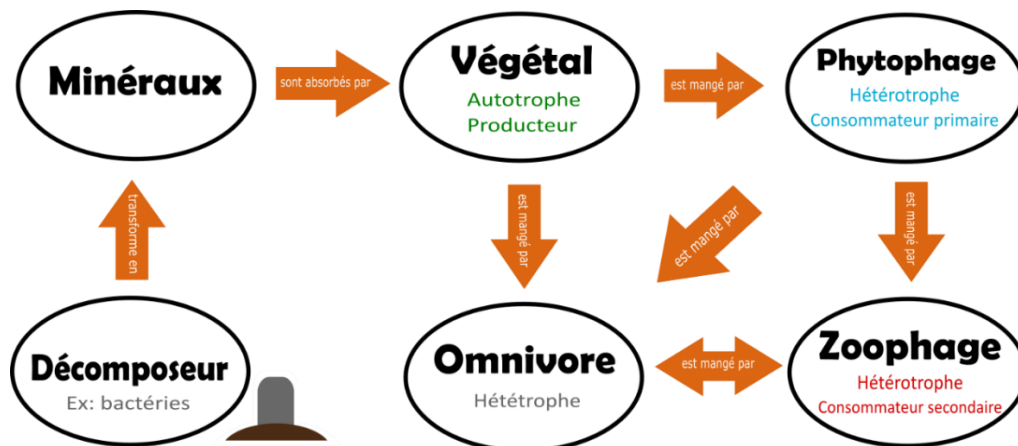 Minéraux
sont absorbés par
Végétal
Autotrophe
Producteur
est mangé par
Phytophage
Hétérotrophe
Consommateur primaire
transforme en
est mangé par
est mangé par
est mangé par
Décomposeur
Ex: bactéries
Omnivore
Hététrophe
est mangé par
Zoophage
Hétérotrophe
Consommateur secondaire